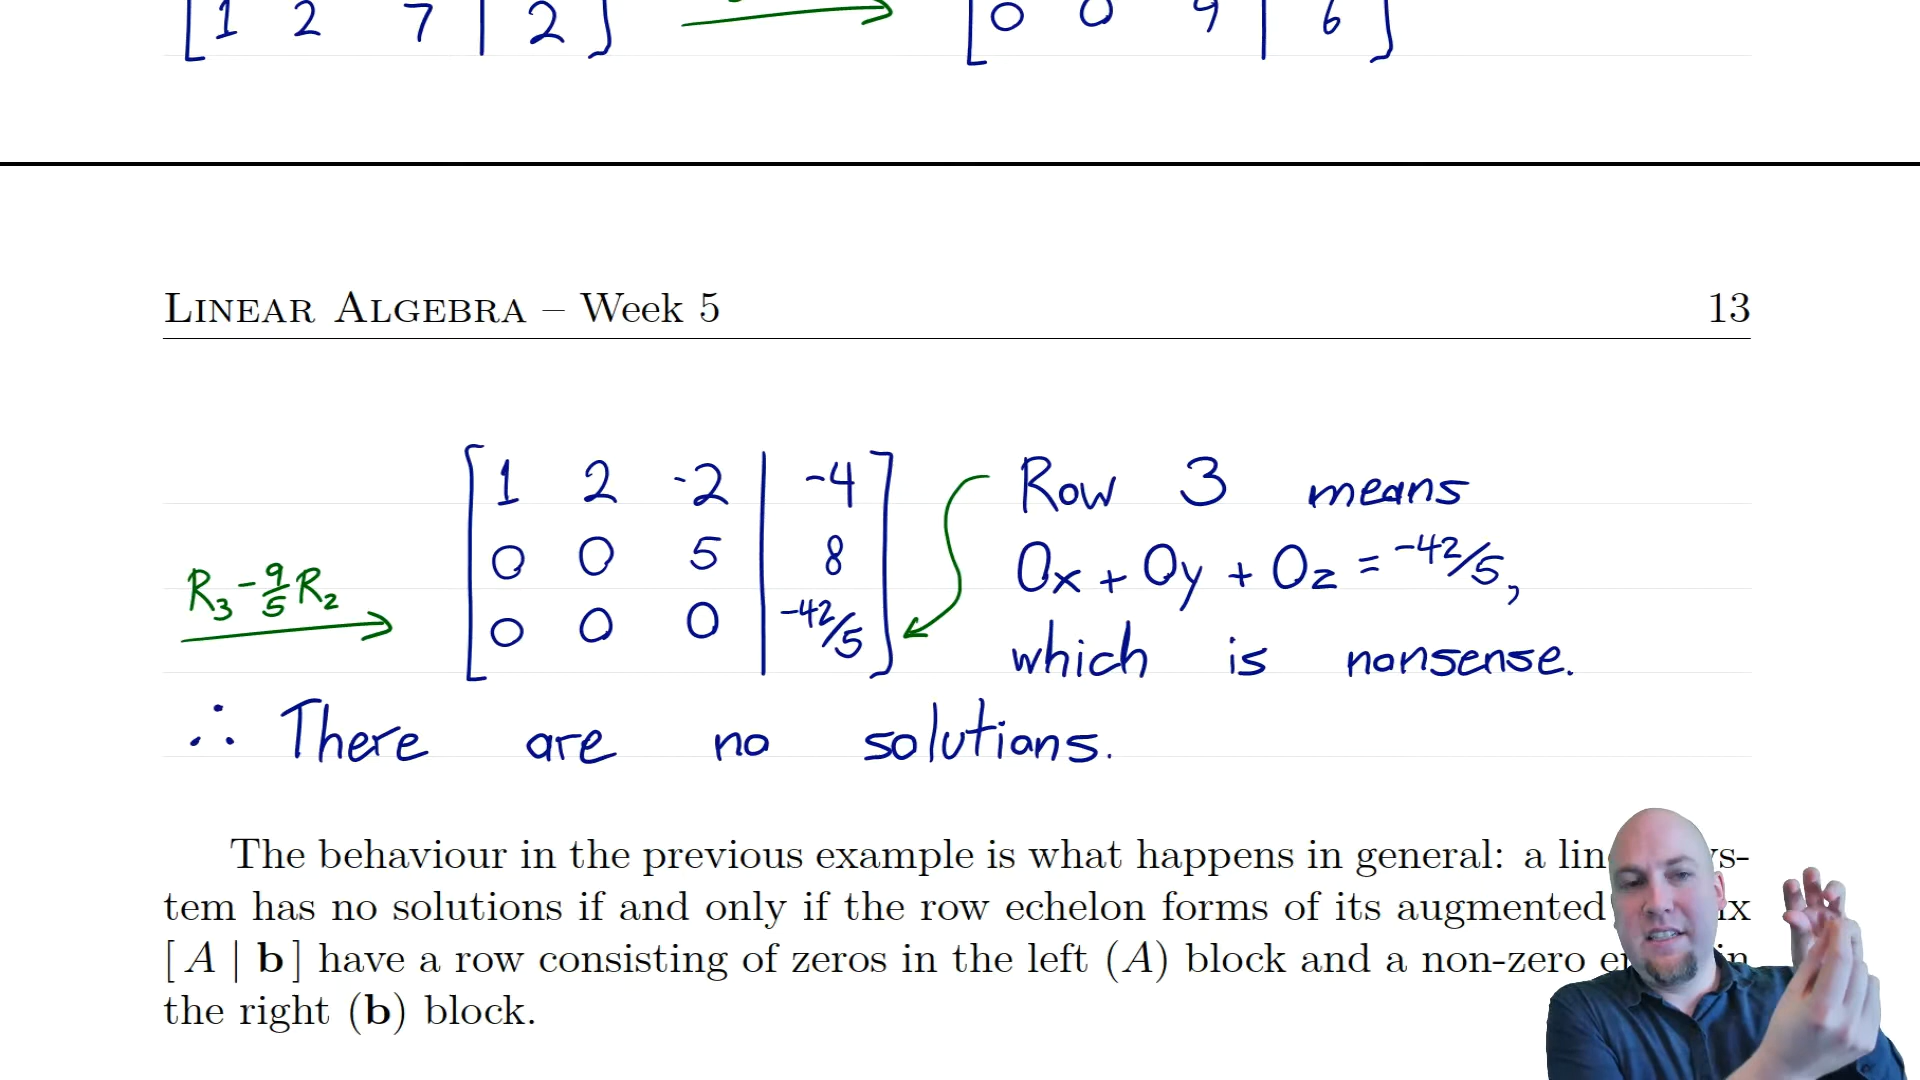 1 2 7 | 2
0 0 9 | 6
LINEAR ALGEBRA – Week 5 13
R₃ - 9/5 R₂
1 2 -2 | -4
0 0 5 | 8
0 0 0 | -42/5
Row 3 means
0x + 0y + 0z = -42/5,
which is nonsense.
∴ There are no solutions.
The behaviour in the previous example is what happens in general: a lin ys-
tem has no solutions if and only if the row echelon forms of its augmented ix
[ A | b ] have a row consisting of zeros in the left (A) block and a non-zero e in
the right (b) block.